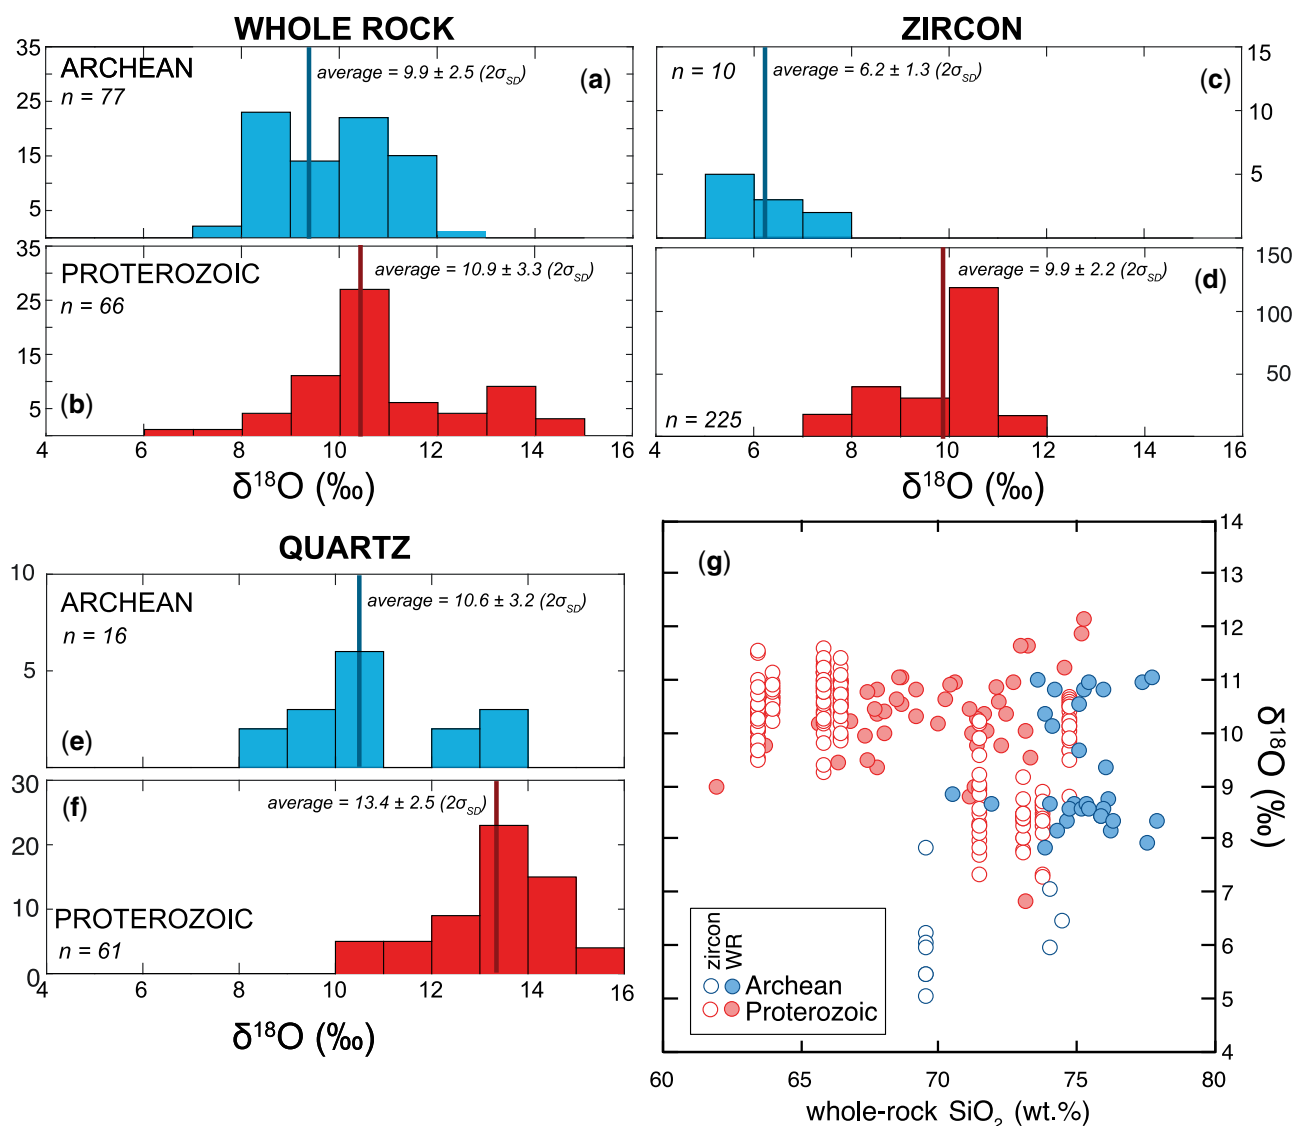 WHOLE ROCK
35
25
15
5
ARCHEAN
n = 77
average = 9.9 ± 2.5 (2σSD)
(a)
35
25
15
5
PROTEROZOIC
n = 66
average = 10.9 ± 3.3 (2σSD)
(b)
4 6 8 10 12 14 16
δ18O (‰)
ZIRCON
n = 10
average = 6.2 ± 1.3 (2σSD)
(c)
15
10
5
average = 9.9 ± 2.2 (2σSD)
(d)
n = 225
150
100
50
4 6 8 10 12 14 16
δ18O (‰)
QUARTZ
10
5
ARCHEAN
n = 16
average = 10.6 ± 3.2 (2σSD)
(e)
30
20
10
0
(f)
average = 13.4 ± 2.5 (2σSD)
PROTEROZOIC
n = 61
4 6 8 10 12 14 16
δ18O (‰)
(g)
14
13
12
11
10
9
8
7
6
5
4
δ18O (‰)
zircon
WR
Archean
Proterozoic
60 65 70 75 80
whole-rock SiO2 (wt.%)